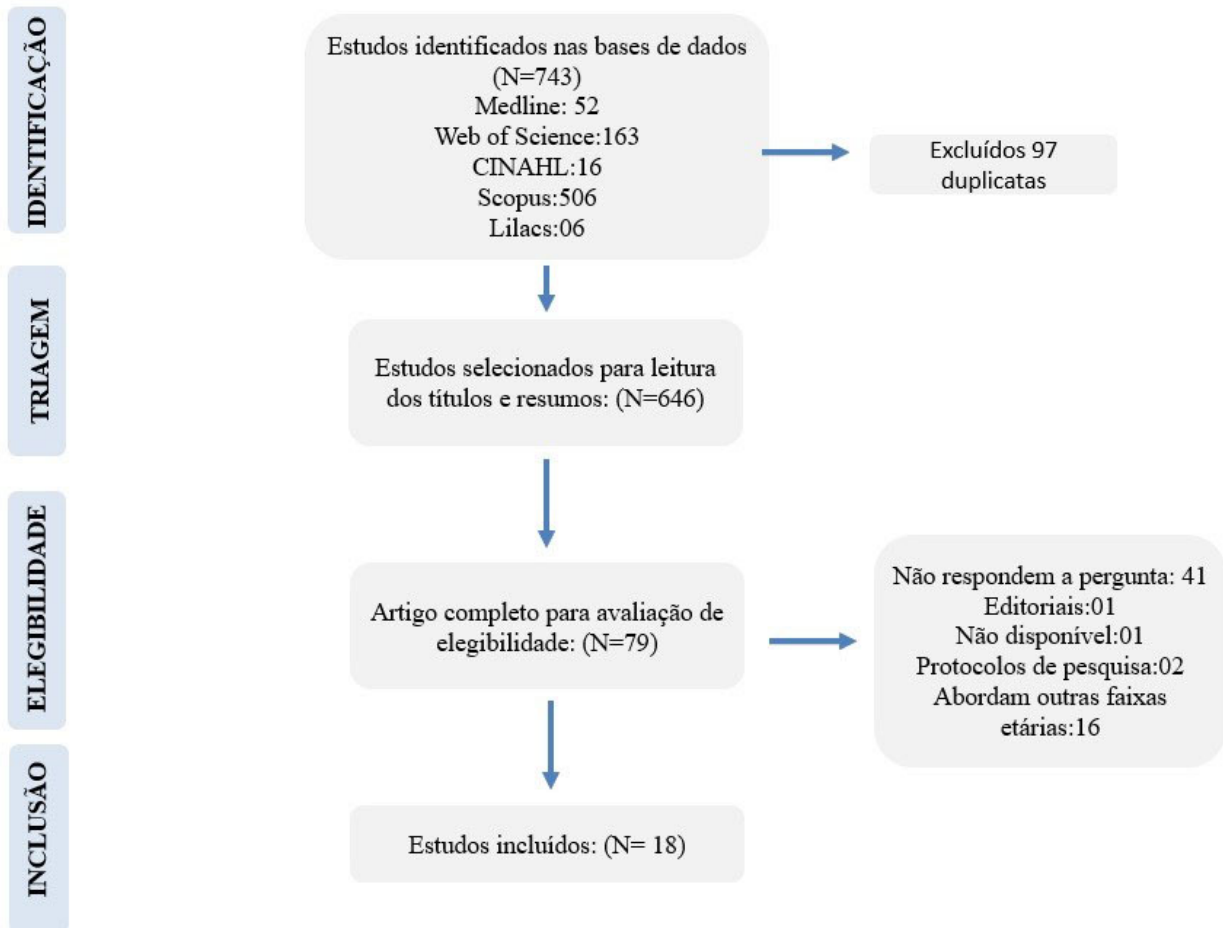 IDENTIFICAÇÃO
Estudos identificados nas bases de dados
(N=743)
Medline: 52
Web of Science:163
CINAHL:16
Scopus:506
Lilacs:06
Excluídos 97
duplicatas
TRIAGEM
Estudos selecionados para leitura
dos títulos e resumos: (N=646)
ELEGIBILIDADE
Artigo completo para avaliação de
elegibilidade: (N=79)
Não respondem a pergunta: 41
Editoriais:01
Não disponível:01
Protocolos de pesquisa:02
Abordam outras faixas
etárias:16
INCLUSÃO
Estudos incluídos: (N= 18)